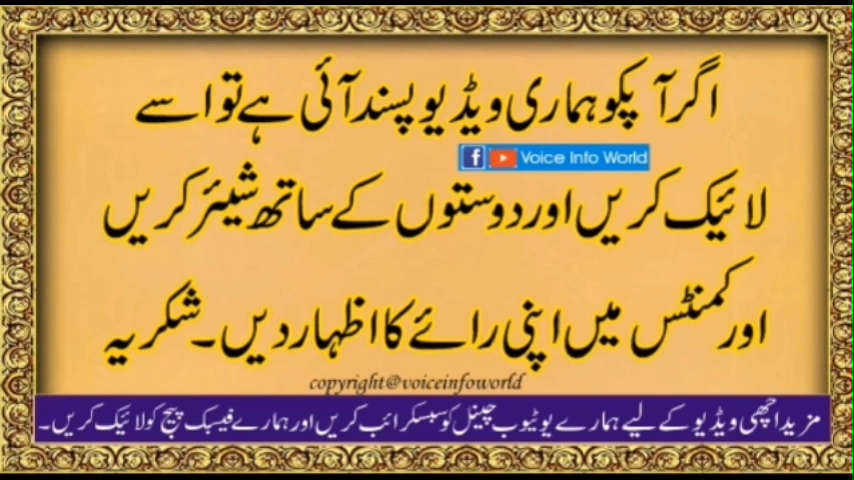 اگر آ پکو ہماری ویڈیو پسند آئی ہے تو اسے
Voice Info World
لائیک کریں اور دوستوں کے ساتھ شیئر کریں
اور کمنٹس میں اپنی رائے کا اظہار دیں۔ شکریہ
copyright@voiceinfoworld
مزید اچھی ویڈیو کے لیے ہمارے یوٹیوب چینل کو سبسکرائب کریں اور ہمارے فیسبک پیج کو لائیک کریں۔